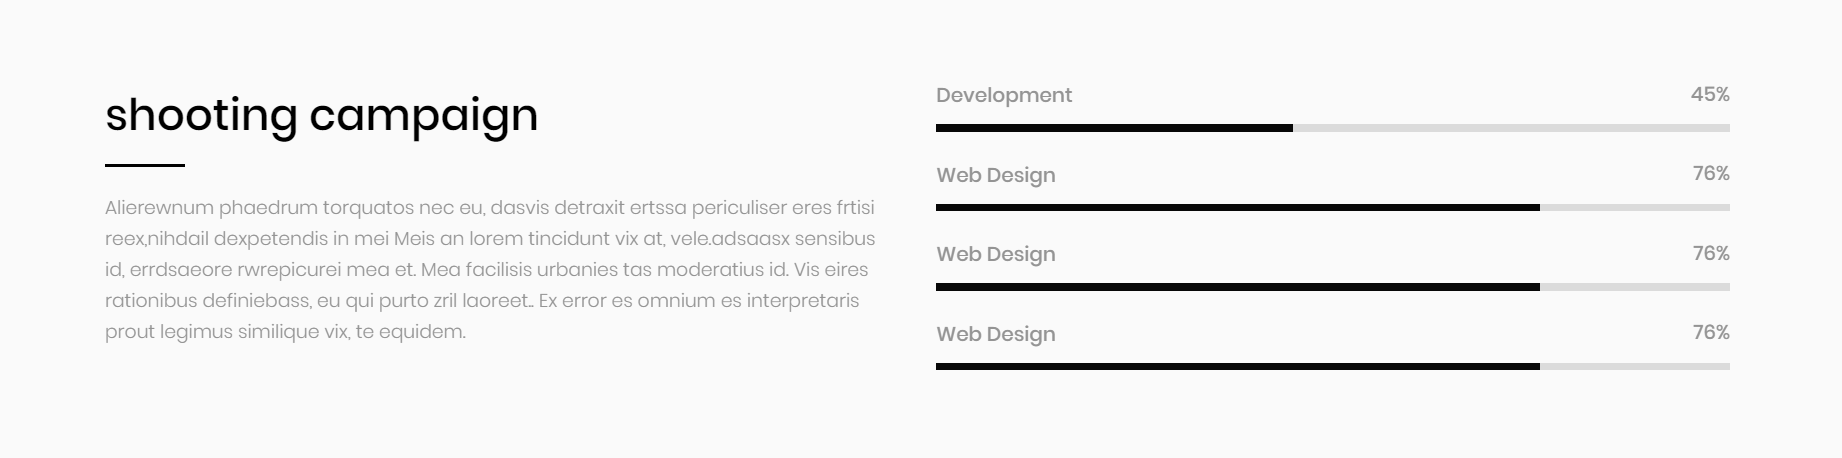 shooting campaign
Alierewnum phaedrum torquatos nec eu, dasvis detraxit ertssa periculiser eres frtisi
reex,nihdail dexpetendis in mei Meis an lorem tincidunt vix at, vele.adsaasx sensibus
id, errdsaeore rwrepicurei mea et. Mea facilisis urbanies tas moderatius id. Vis eires
rationibus definiebass, eu qui purto zril laoreet.. Ex error es omnium es interpretaris
prout legimus similique vix, te equidem.
Development 45%
Web Design 76%
Web Design 76%
Web Design 76%